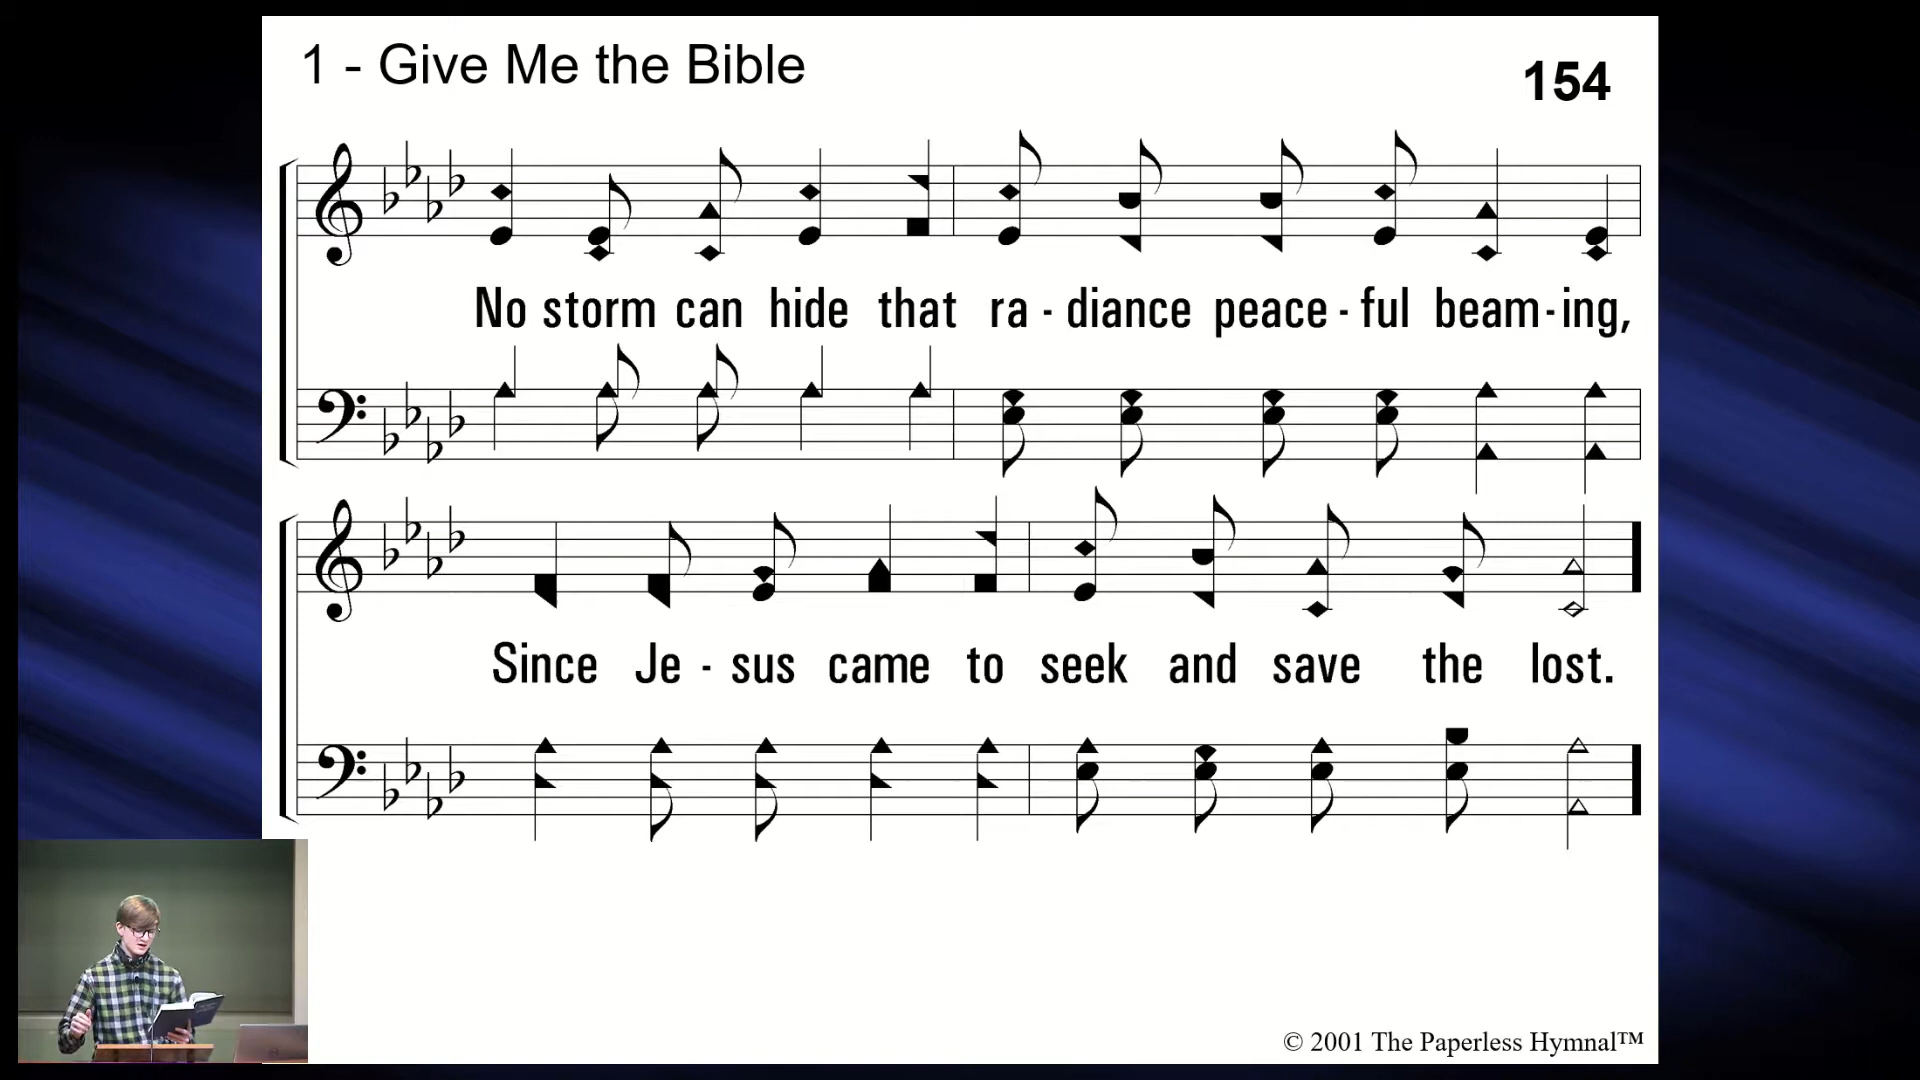 1 - Give Me the Bible
154
No storm can hide that ra - diance peace - ful beam - ing,
Since Je - sus came to seek and save the lost.
© 2001 The Paperless Hymnal™